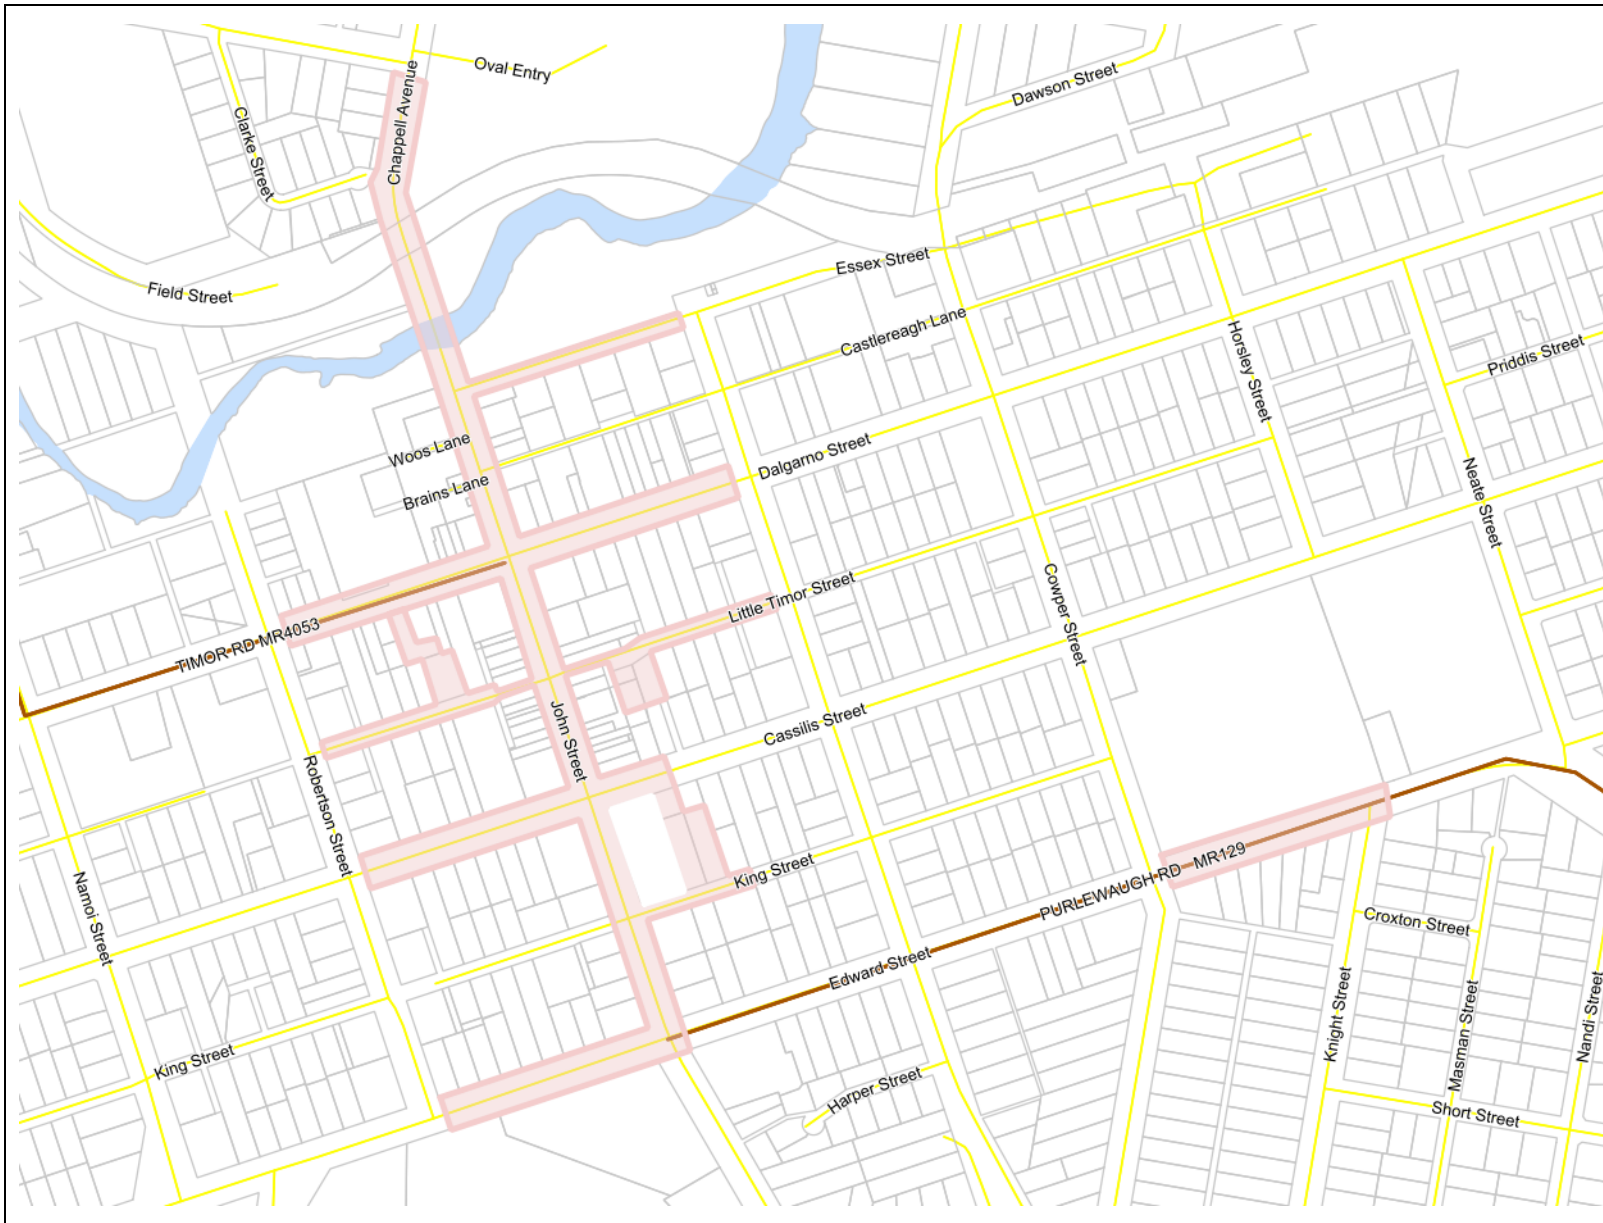 Oval Entry
Dawson Street
Chappell Avenue
Clarke Street
Essex Street
Field Street
Castlereagh Lane
Horsley Street
Priddis Street
Woos Lane
Dalgarno Street
Brains Lane
Neate Street
Little Timor Street
Cowper Street
TIMOR RD MR4053
John Street
Cassilis Street
Robertson Street
King Street
PURLEWAUGH RD MR129
Namoi Street
Croxton Street
Edward Street
Knight Street
Masman Street
Nandi Street
King Street
Harper Street
Short Street